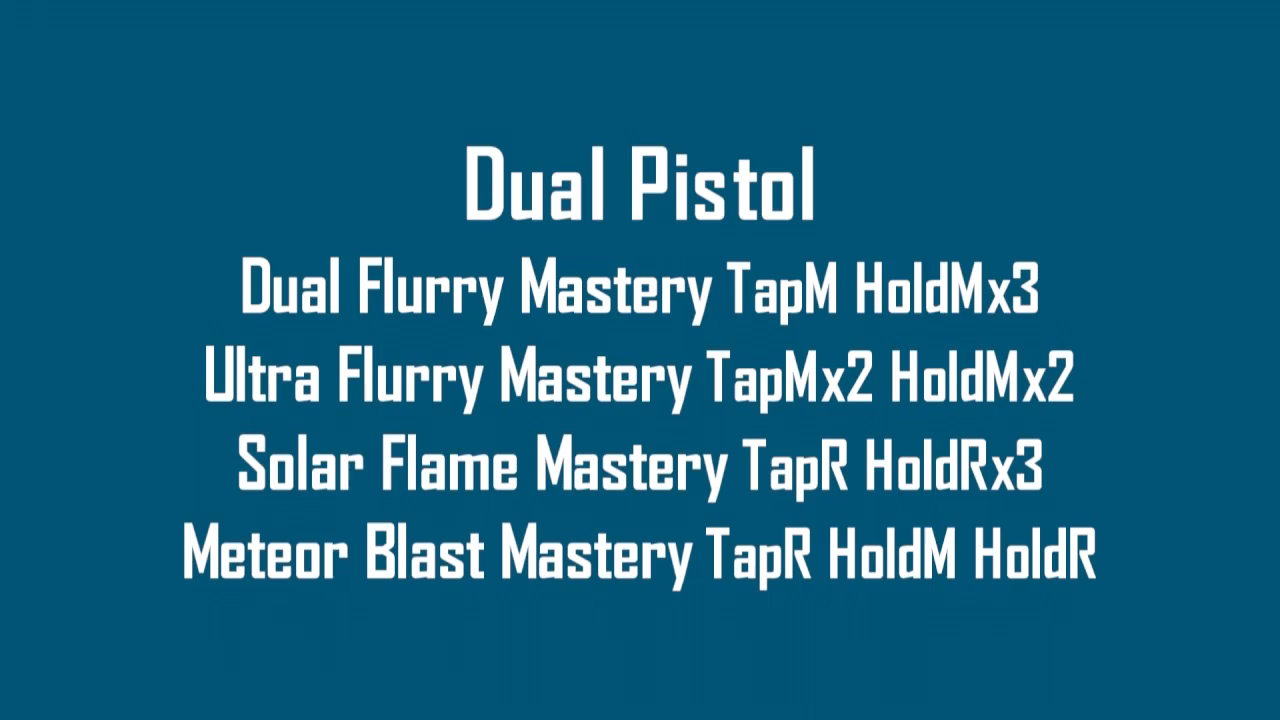 Dual Pistol
Dual Flurry Mastery TapM HoldMx3
Ultra Flurry Mastery TapMx2 HoldMx2
Solar Flame Mastery TapR HoldRx3
Meteor Blast Mastery TapR HoldM HoldR